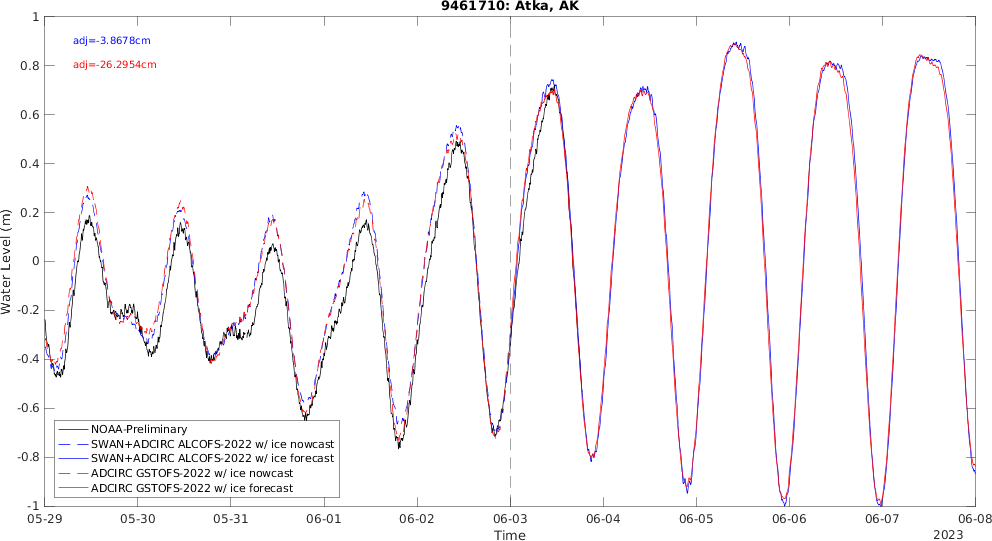 9461710: Atka, AK
adj=-3.8678cm
adj=-26.2954cm
Water Level (m)
1
0.8
0.6
0.4
0.2
0
-0.2
-0.4
-0.6
-0.8
-1
NOAA-Preliminary
SWAN+ADCIRC ALCOFS-2022 w/ ice nowcast
SWAN+ADCIRC ALCOFS-2022 w/ ice forecast
ADCIRC GSTOFS-2022 w/ ice nowcast
ADCIRC GSTOFS-2022 w/ ice forecast
05-29 05-30 05-31 06-01 06-02 06-03 06-04 06-05 06-06 06-07 06-08
Time
2023